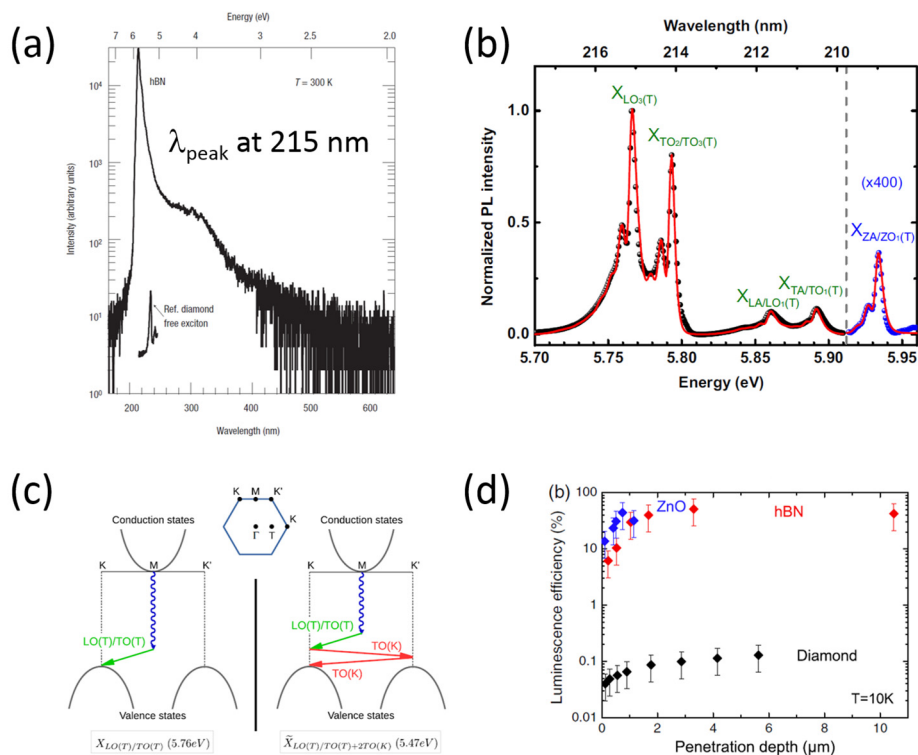 (a)
Energy (eV)
7 6 5 4 3 2.5 2.0
hBN
T = 300 K
λpeak at 215 nm
Ref. diamond
free exciton
Intensity (arbitrary units)
10⁴
10³
10²
10¹
10⁰
200 300 400 500 600
Wavelength (nm)
(b)
Wavelength (nm)
216 214 212 210
XLO₃(T)
XTO₂/TO₃(T)
(x400)
XZA/ZO₁(T)
XTA/TO₁(T)
XLA/LO₁(T)
Normalized PL intensity
1.0
0.5
0.0
5.70 5.75 5.80 5.85 5.90 5.95
Energy (eV)
(c)
K M K'
Γ T
K
Conduction states
K M K'
LO(T)/TO(T)
Valence states
XLO(T)/TO(T) (5.76eV)
Conduction states
K M K'
LO(T)/TO(T)
TO(K)
TO(K)
Valence states
X̃LO(T)/TO(T)+2TO(K) (5.47eV)
(d)
(b)
Luminescence efficiency (%)
100
10
1
0.1
0.01
ZnO
hBN
Diamond
T=10K
0 2 4 6 8 10
Penetration depth (µm)